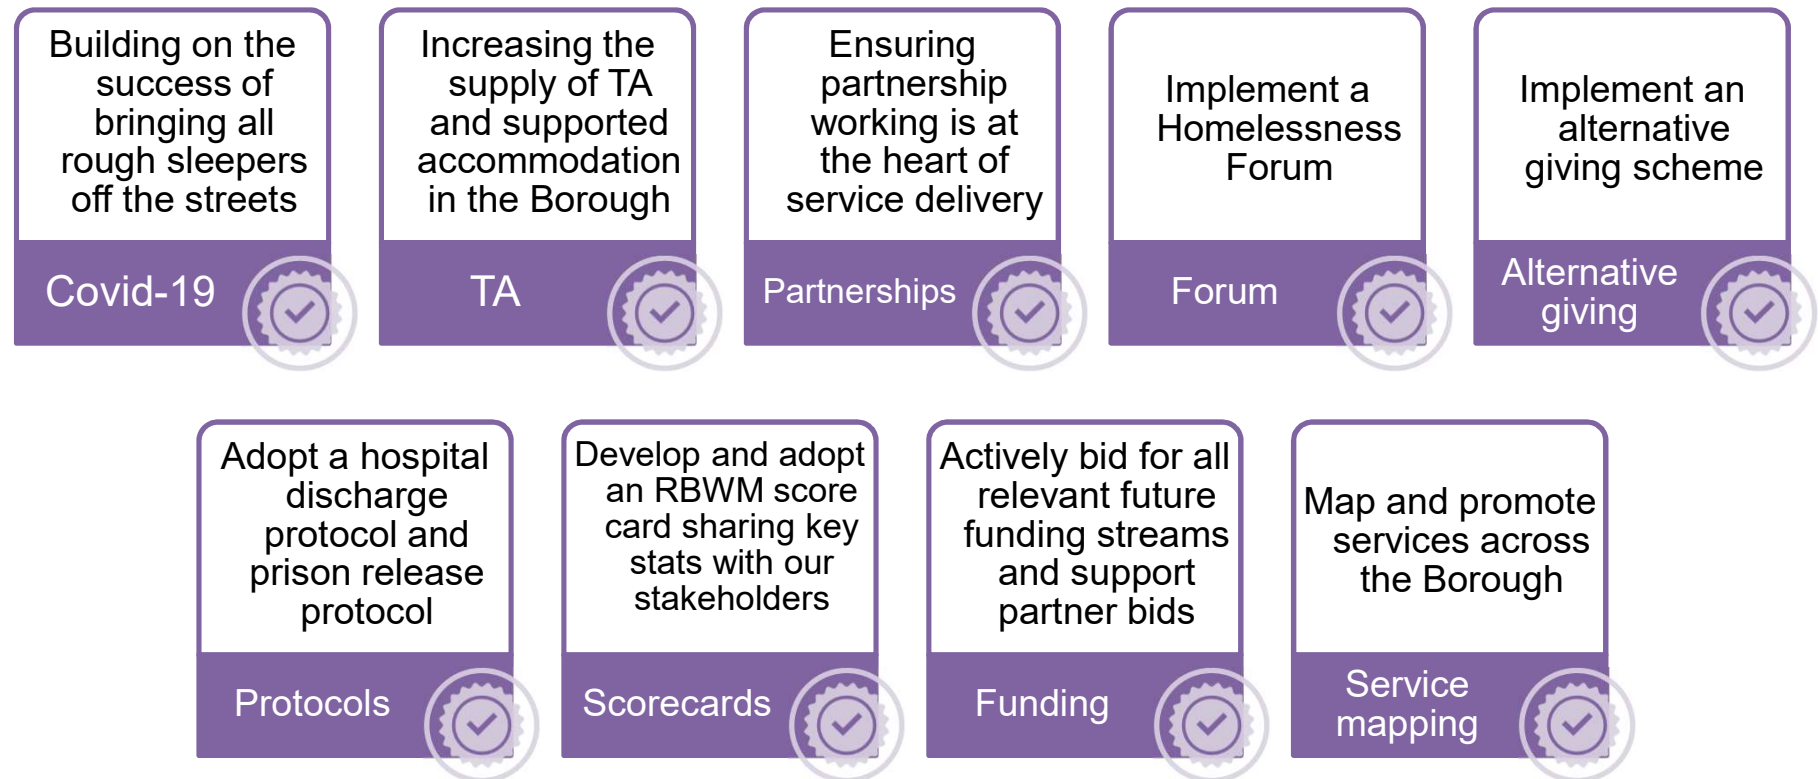 Building on the
success of
bringing all
rough sleepers
off the streets
Covid-19
Increasing the
supply of TA
and supported
accommodation
in the Borough
TA
Ensuring
partnership
working is at
the heart of
service delivery
Partnerships
Implement a
Homelessness
Forum
Forum
Implement an
alternative
giving scheme
Alternative
giving
Adopt a hospital
discharge
protocol and
prison release
protocol
Protocols
Develop and adopt
an RBWM score
card sharing key
stats with our
stakeholders
Scorecards
Actively bid for all
relevant future
funding streams
and support
partner bids
Funding
Map and promote
services across
the Borough
Service
mapping